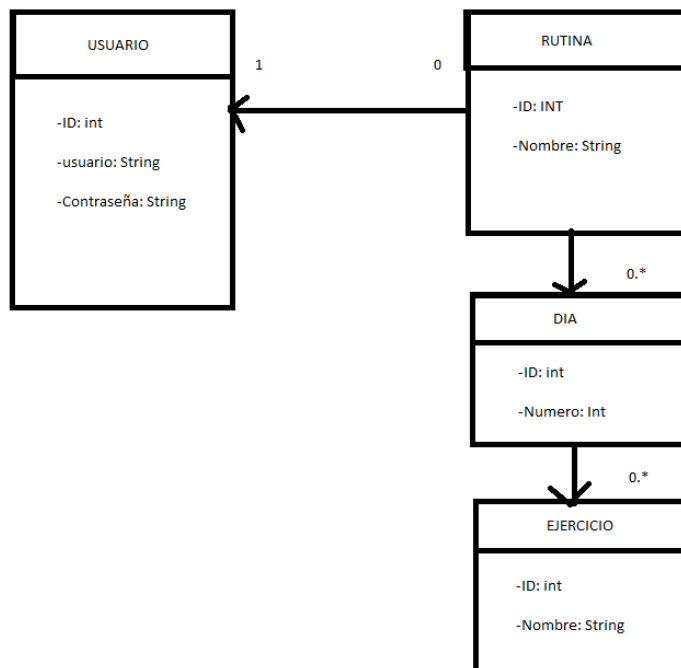 USUARIO
-ID: int
-usuario: String
-Contraseña: String
1
0
RUTINA
-ID: INT
-Nombre: String
0.*
DIA
-ID: int
-Numero: Int
0.*
EJERCICIO
-ID: int
-Nombre: String